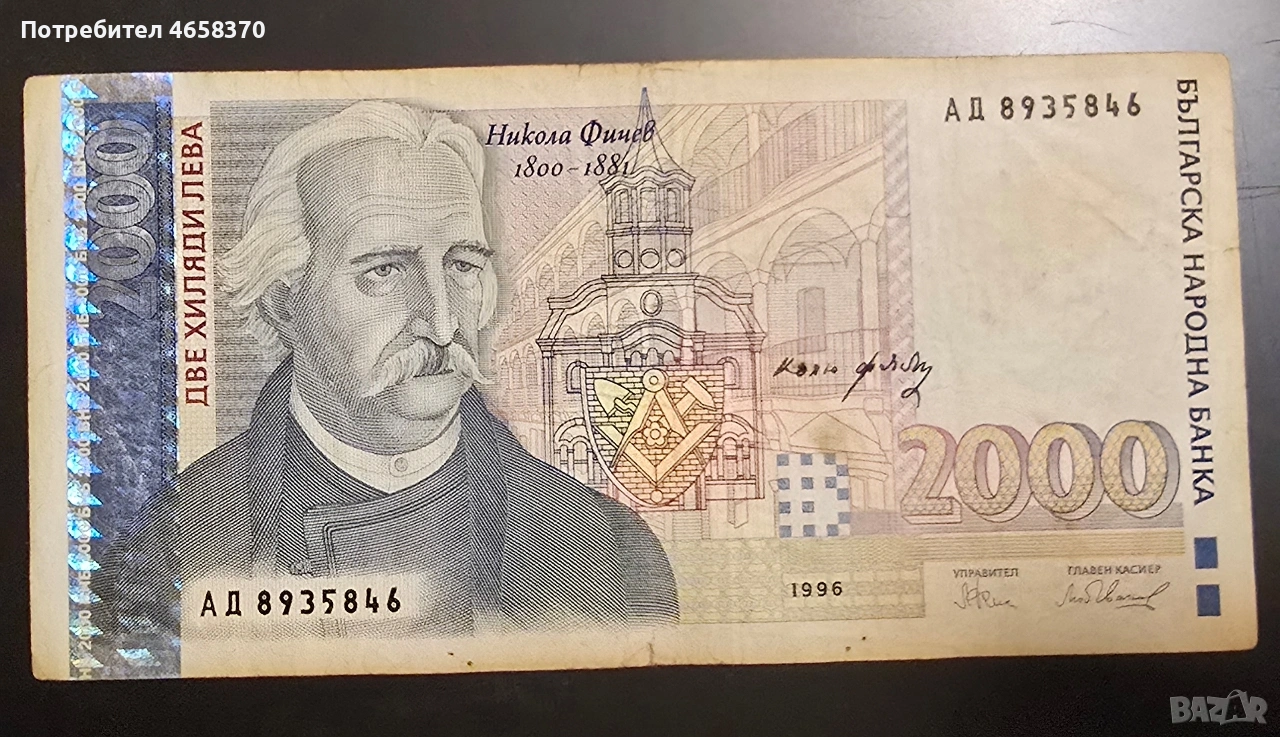 Потребител 4658370
2000
ДВЕ ХИЛЯДИ ЛЕВА
Никола Фичев
1800 - 1881
АД 8935846
БЪЛГАРСКА НАРОДНА БАНКА
2000
АД 8935846
1996
УПРАВИТЕЛ
ГЛАВЕН КАСИЕР
BAZAR